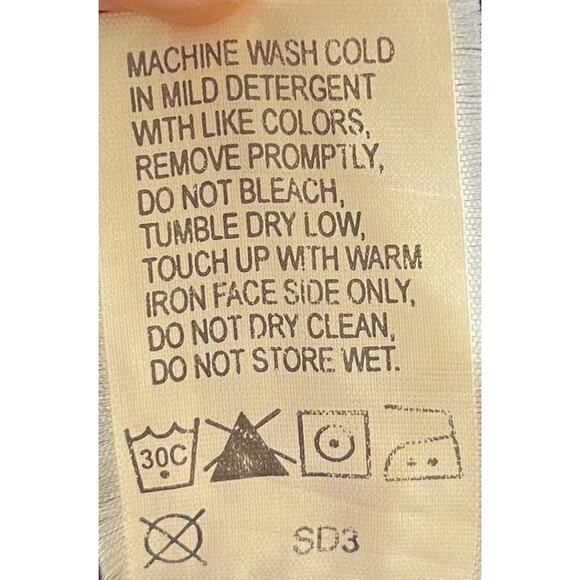 MACHINE WASH COLD
IN MILD DETERGENT
WITH LIKE COLORS,
REMOVE PROMPTLY,
DO NOT BLEACH,
TUMBLE DRY LOW,
TOUCH UP WITH WARM
IRON FACE SIDE ONLY,
DO NOT DRY CLEAN,
DO NOT STORE WET.
30C
SD3